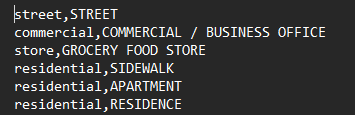 street,STREET
commercial,COMMERCIAL / BUSINESS OFFICE
store,GROCERY FOOD STORE
residential,SIDEWALK
residential,APARTMENT
residential,RESIDENCE